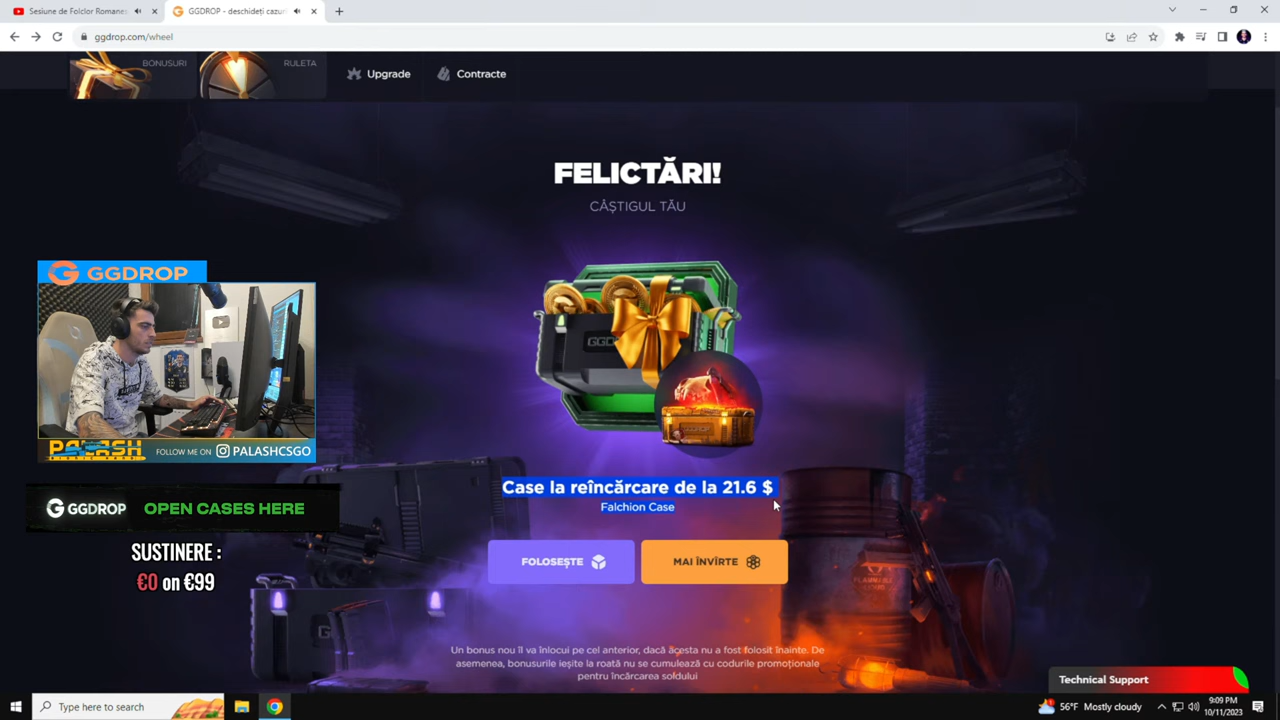 Sesiune de Folclor Romanes
GGDROP - deschideți cazuri
ggdrop.com/wheel
BONUSURI
RULETA
Upgrade
Contracte
FELICTĂRI!
CÂȘTIGUL TĂU
GGDROP
PALASH
FOLLOW ME ON PALASHCSGO
GGDROP OPEN CASES HERE
SUSTINERE :
€0 on €99
Case la reîncărcare de la 21.6 $
Falchion Case
FOLOSEȘTE
MAI ÎNVÎRTE
Un bonus nou îl va înlocui pe cel anterior, dacă acesta nu a fost folosit înainte. De
asemenea, bonusurile ieșite la roată nu se cumulează cu codurile promoționale
pentru încărcarea soldului
Technical Support
Type here to search
56°F Mostly cloudy
9:09 PM
10/11/2023